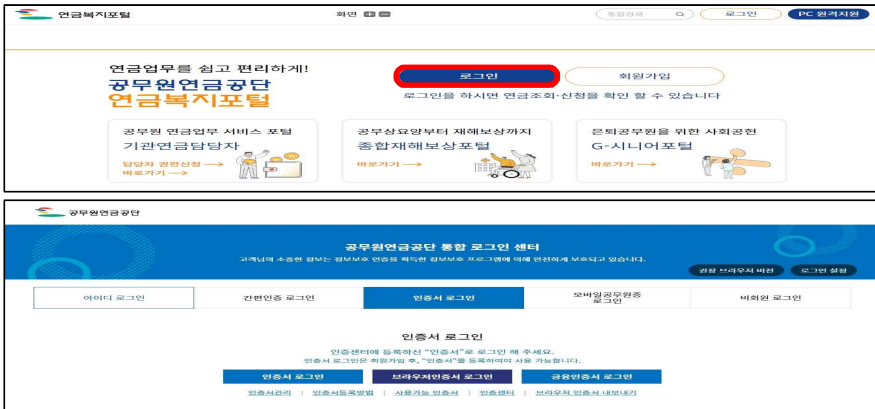 연금복지포털
화면
통합검색
로그인
PC 원격지원
연금업무를 쉽고 편리하게!
공무원연금공단
연금복지포털
로그인
회원가입
로그인을 하시면 연금조회·신청을 확인 할 수 있습니다
공무원 연금업무 서비스 포털
기관연금담당자
담당자 권한신청
바로가기
공무상요양부터 재해보상까지
종합재해보상포털
바로가기
은퇴공무원을 위한 사회공헌
G-시니어포털
바로가기
공무원연금공단
공무원연금공단 통합 로그인 센터
고객님의 소중한 정보는 정보보호 인증을 획득한 정보보호 프로그램에 의해 안전하게 보호되고 있습니다.
권장 브라우저 버전
로그인 설정
아이디 로그인
간편인증 로그인
인증서 로그인
모바일공무원증
로그인
비회원 로그인
인증서 로그인
인증센터에 등록하신 "인증서"로 로그인 해 주세요.
인증서 로그인은 회원가입 후, "인증서"를 등록하여야 사용 가능합니다.
인증서 로그인
브라우저인증서 로그인
금융인증서 로그인
인증서관리 | 인증서등록방법 | 사용가능 인증서 | 인증센터 | 브라우저 인증서 내보내기